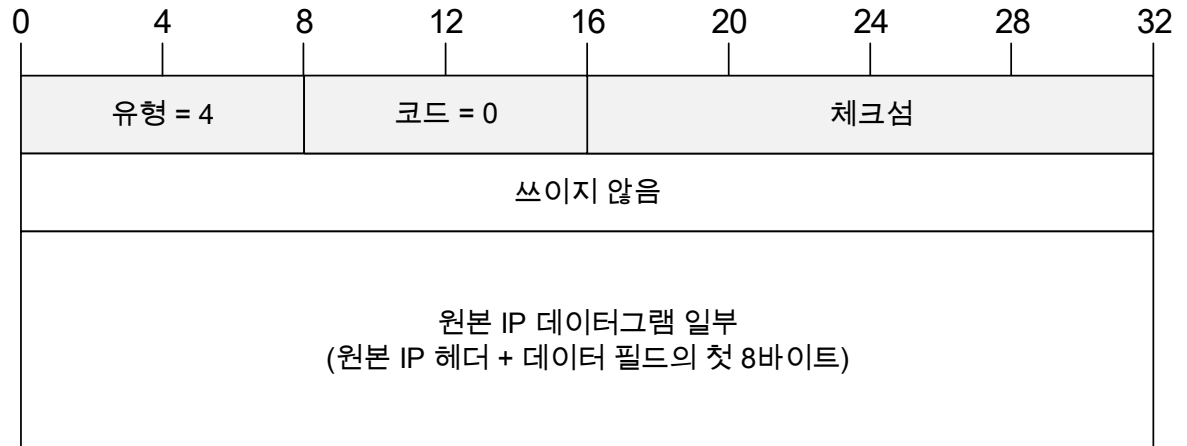 0 4 8 12 16 20 24 28 32
유형 = 4 코드 = 0 체크섬
쓰이지 않음
원본 IP 데이터그램 일부
(원본 IP 헤더 + 데이터 필드의 첫 8바이트)